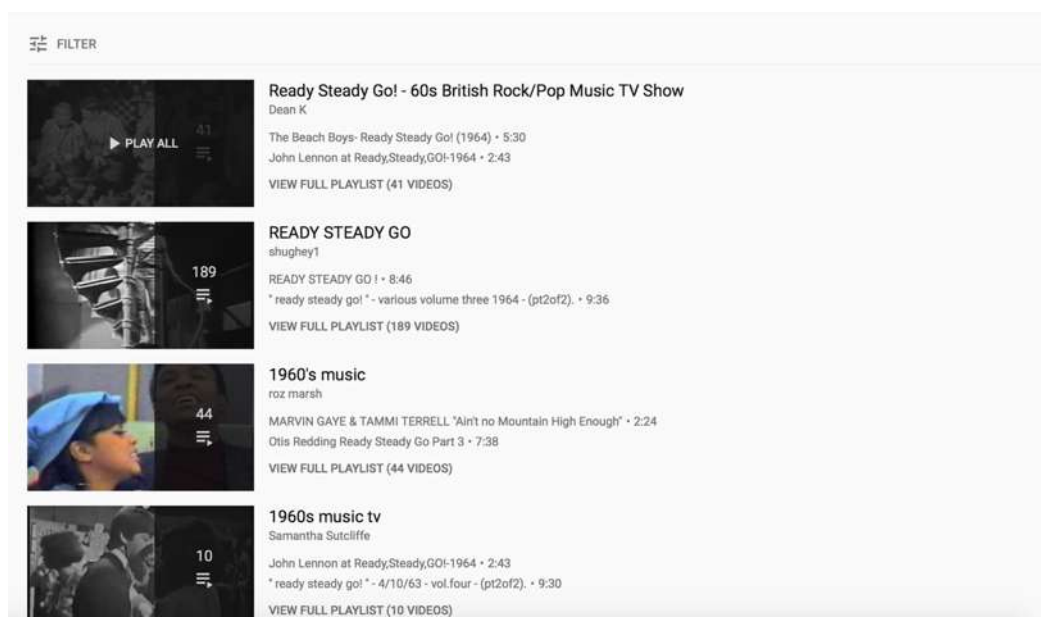 FILTER
PLAY ALL
41
Ready Steady Go! - 60s British Rock/Pop Music TV Show
Dean K
The Beach Boys- Ready Steady Go! (1964) • 5:30
John Lennon at Ready,Steady,GO!-1964 • 2:43
VIEW FULL PLAYLIST (41 VIDEOS)
189
READY STEADY GO
shughey1
READY STEADY GO ! • 8:46
" ready steady go! " - various volume three 1964 - (pt2of2). • 9:36
VIEW FULL PLAYLIST (189 VIDEOS)
44
1960's music
roz marsh
MARVIN GAYE & TAMMI TERRELL "Ain't no Mountain High Enough" • 2:24
Otis Redding Ready Steady Go Part 3 • 7:38
VIEW FULL PLAYLIST (44 VIDEOS)
10
1960s music tv
Samantha Sutcliffe
John Lennon at Ready,Steady,GO!-1964 • 2:43
" ready steady go! " - 4/10/63 - vol.four - (pt2of2). • 9:30
VIEW FULL PLAYLIST (10 VIDEOS)